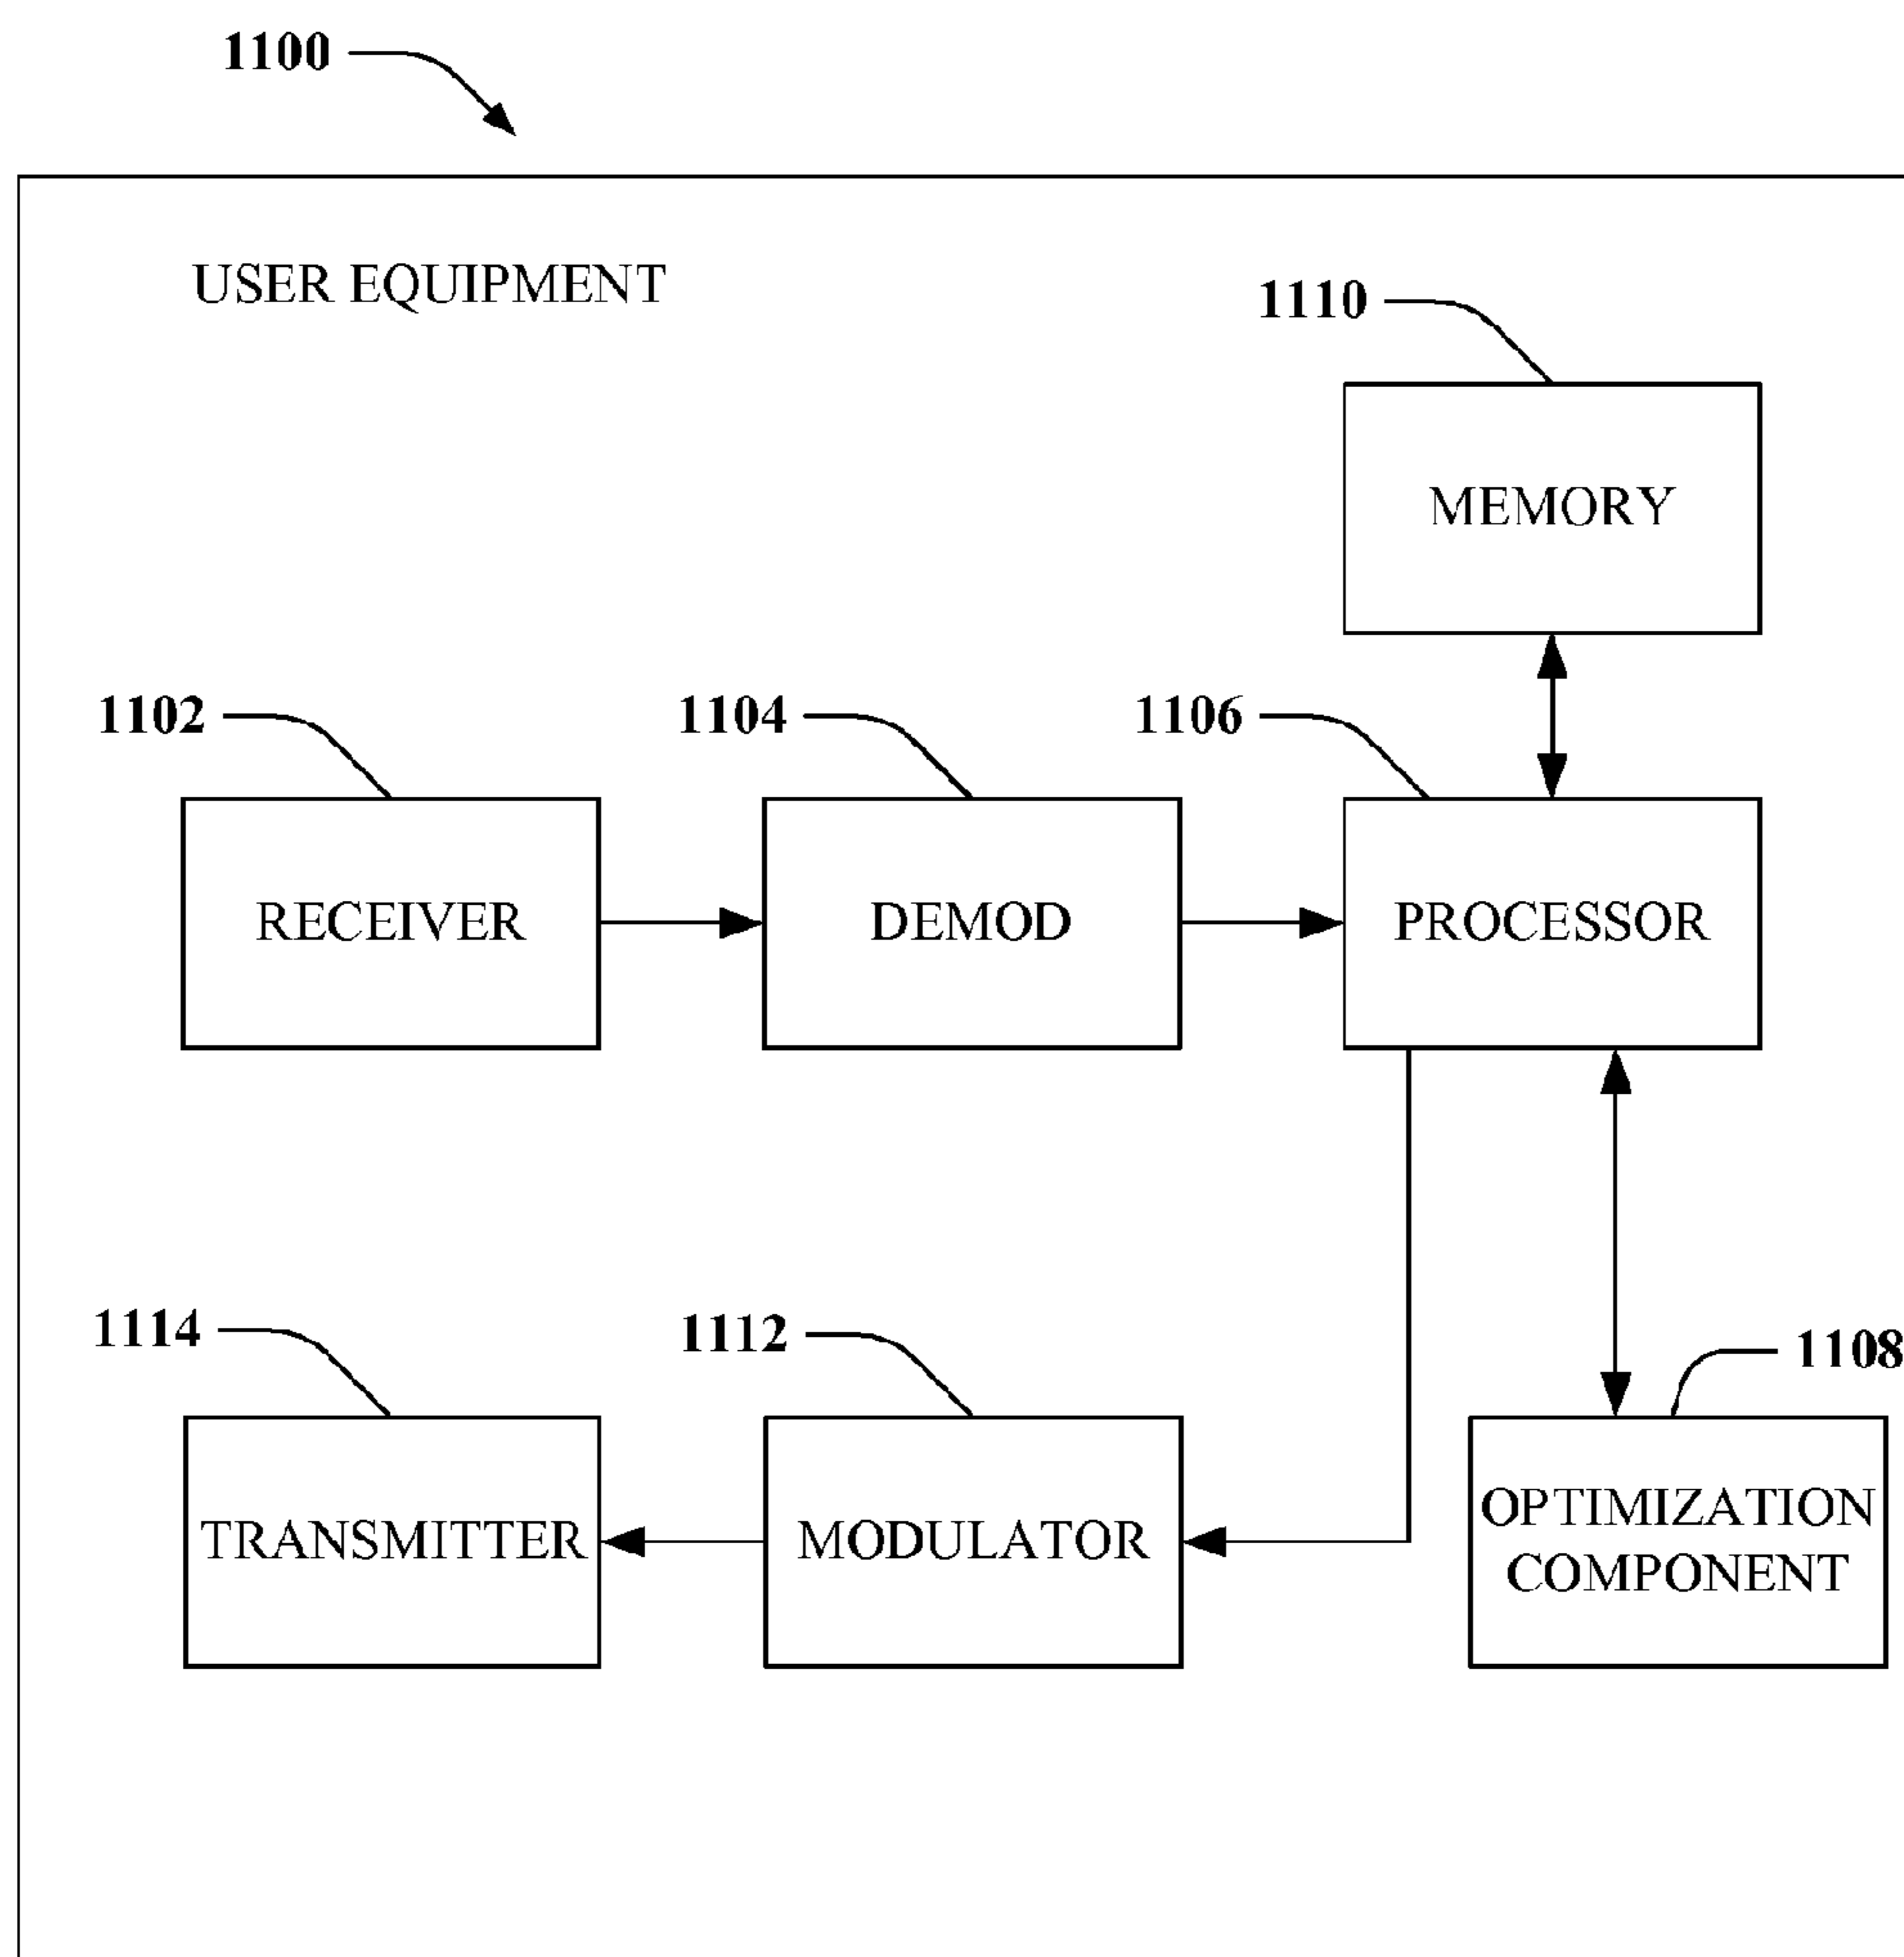 1100
USER EQUIPMENT
1110
MEMORY
1102
1104
1106
RECEIVER
DEMOD
PROCESSOR
1114
1112
1108
TRANSMITTER
MODULATOR
OPTIMIZATION
COMPONENT